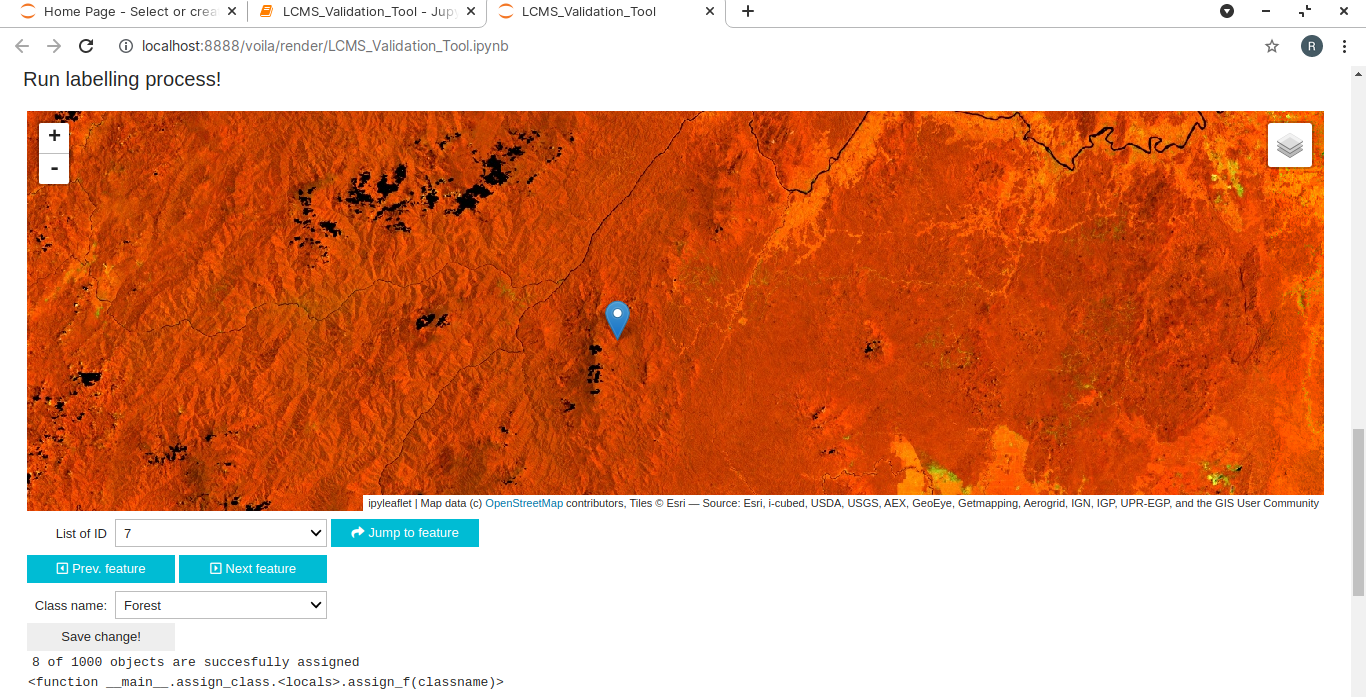 Home Page - Select or crea
LCMS_Validation_Tool - Jupy
LCMS_Validation_Tool
localhost:8888/voila/render/LCMS_Validation_Tool.ipynb
R
Run labelling process!
+
-
ipyleaflet | Map data (c) OpenStreetMap contributors, Tiles © Esri — Source: Esri, i-cubed, USDA, USGS, AEX, GeoEye, Getmapping, Aerogrid, IGN, IGP, UPR-EGP, and the GIS User Community
List of ID 7 Jump to feature
Prev. feature Next feature
Class name: Forest
Save change!
8 of 1000 objects are succesfully assigned
<function __main__.assign_class.<locals>.assign_f(classname)>